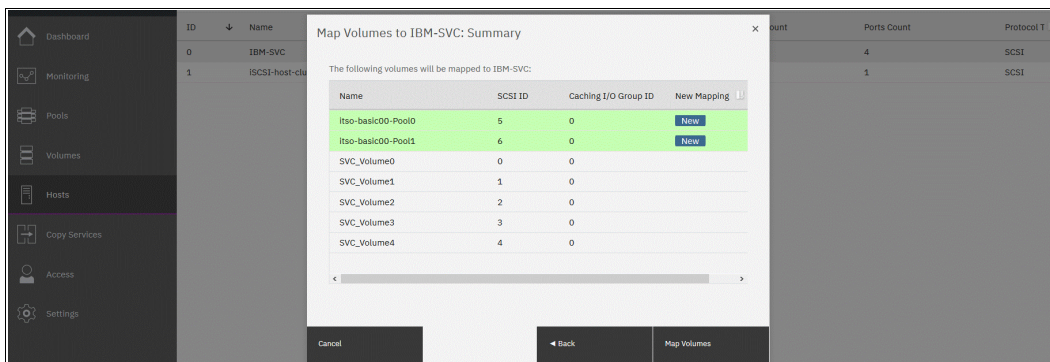 Dashboard
Monitoring
Pools
Volumes
Hosts
Copy Services
Access
Settings
ID Name ount Ports Count Protocol T
0 IBM-SVC 4 SCSI
1 iSCSI-host-clu 1 SCSI
Map Volumes to IBM-SVC: Summary ×
The following volumes will be mapped to IBM-SVC:
Name SCSI ID Caching I/O Group ID New Mapping
itso-basic00-Pool0 5 0 New
itso-basic00-Pool1 6 0 New
SVC_Volume0 0 0
SVC_Volume1 1 0
SVC_Volume2 2 0
SVC_Volume3 3 0
SVC_Volume4 4 0
Cancel ◄ Back Map Volumes